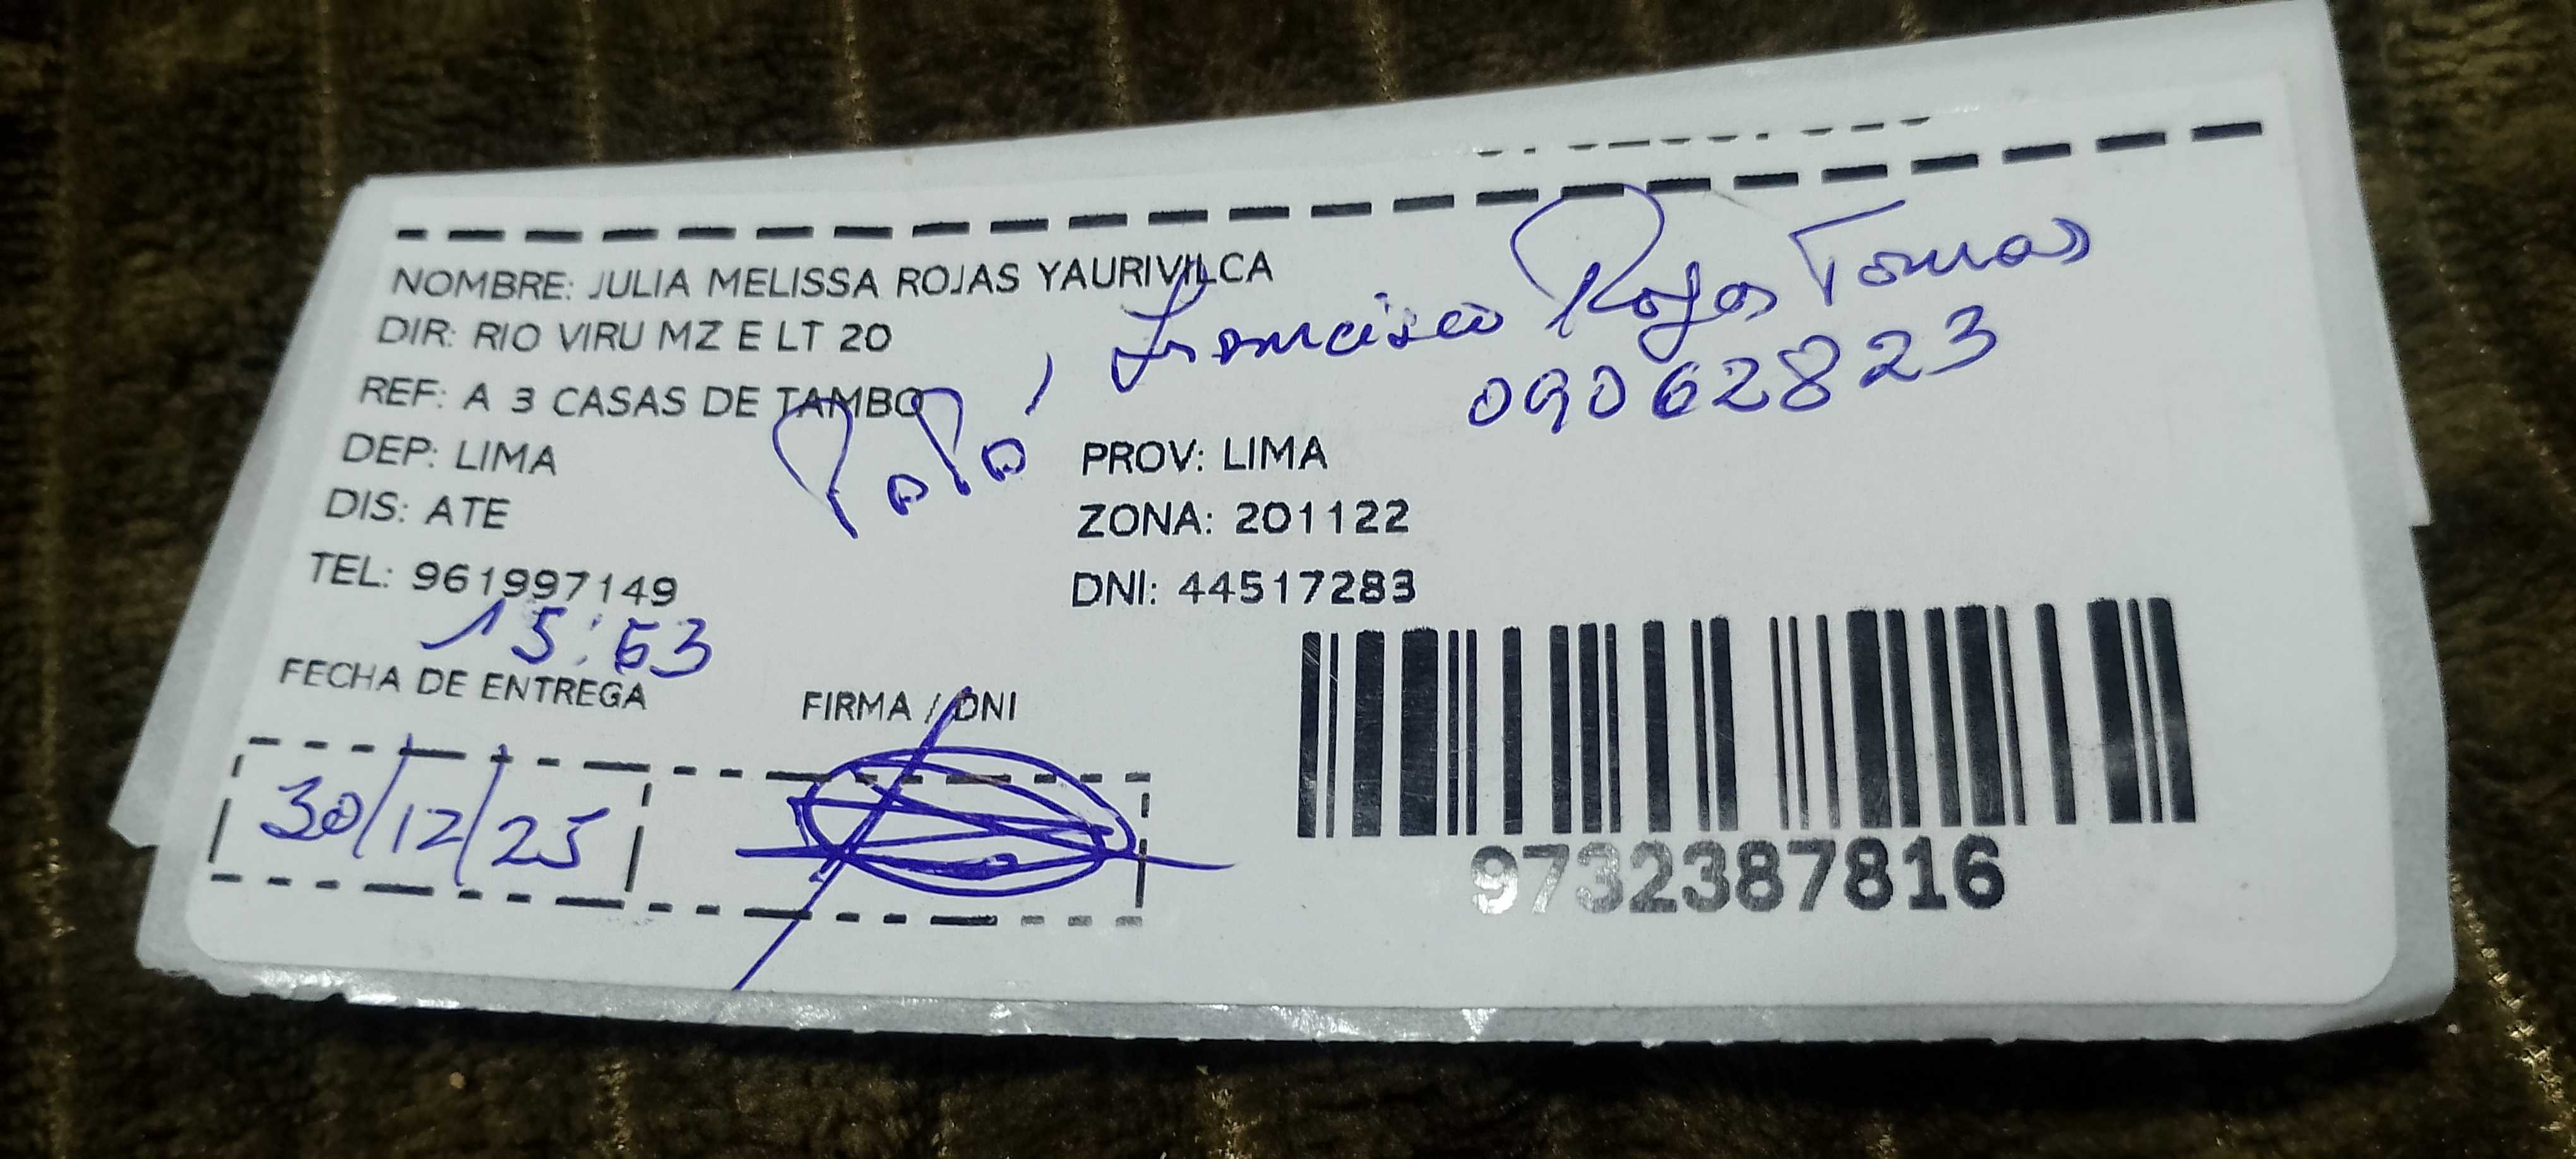 NOMBRE: JULIA MELISSA ROJAS YAURIVILCA
DIR: RIO VIRU MZ E LT 20
REF: A 3 CASAS DE TAMBO
Papá, Francisco Rojas Tomas
09062823
DEP: LIMA PROV: LIMA
DIS: ATE ZONA: 201122
TEL: 961997149 DNI: 44517283
15:53
FECHA DE ENTREGA FIRMA / DNI
30/12/25
9732387816